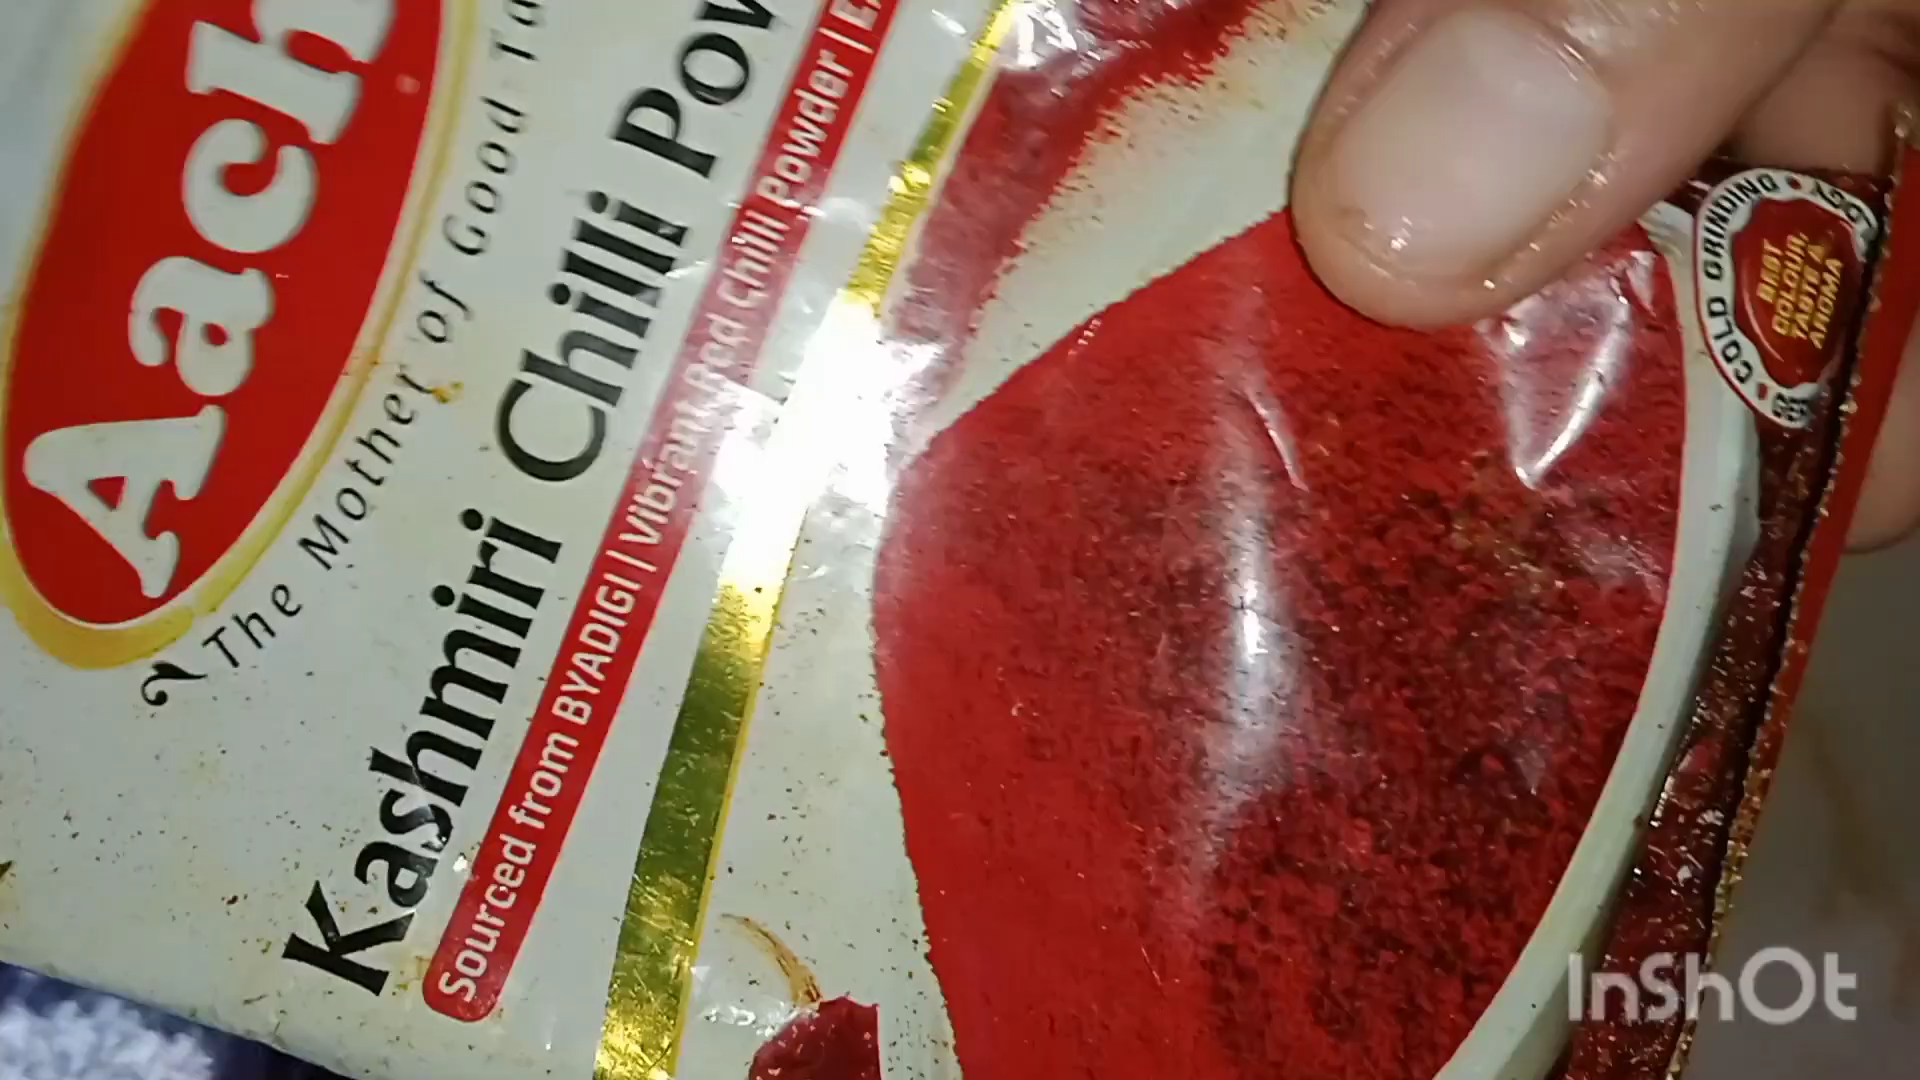 Aach
The Mother of Good Ta
Kashmiri Chilli Pow
Sourced from BYADIGI | Vibrant Red Chilli Powder | E
COLD GRINDING
BEST
COLOUR,
TASTE &
AROMA
InShOt